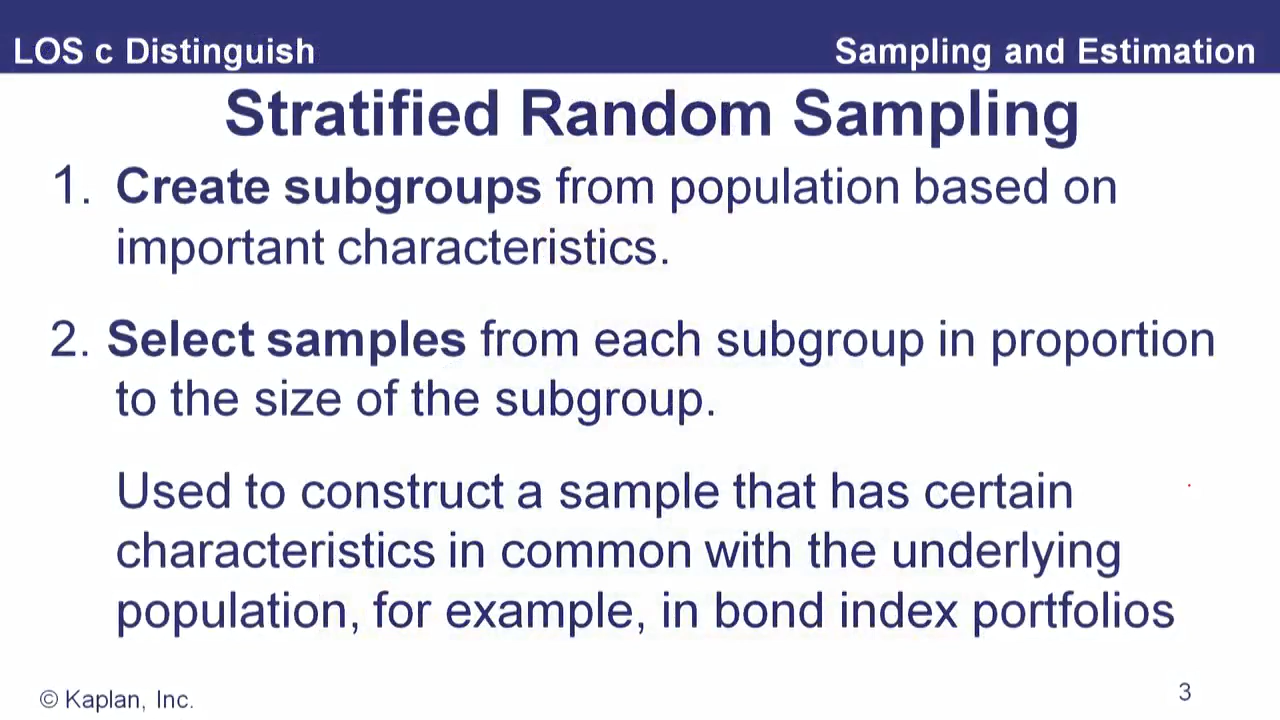 LOS c Distinguish
Sampling and Estimation
Stratified Random Sampling
1. Create subgroups from population based on
important characteristics.
2. Select samples from each subgroup in proportion
to the size of the subgroup.
Used to construct a sample that has certain
characteristics in common with the underlying
population, for example, in bond index portfolios
© Kaplan, Inc.
3